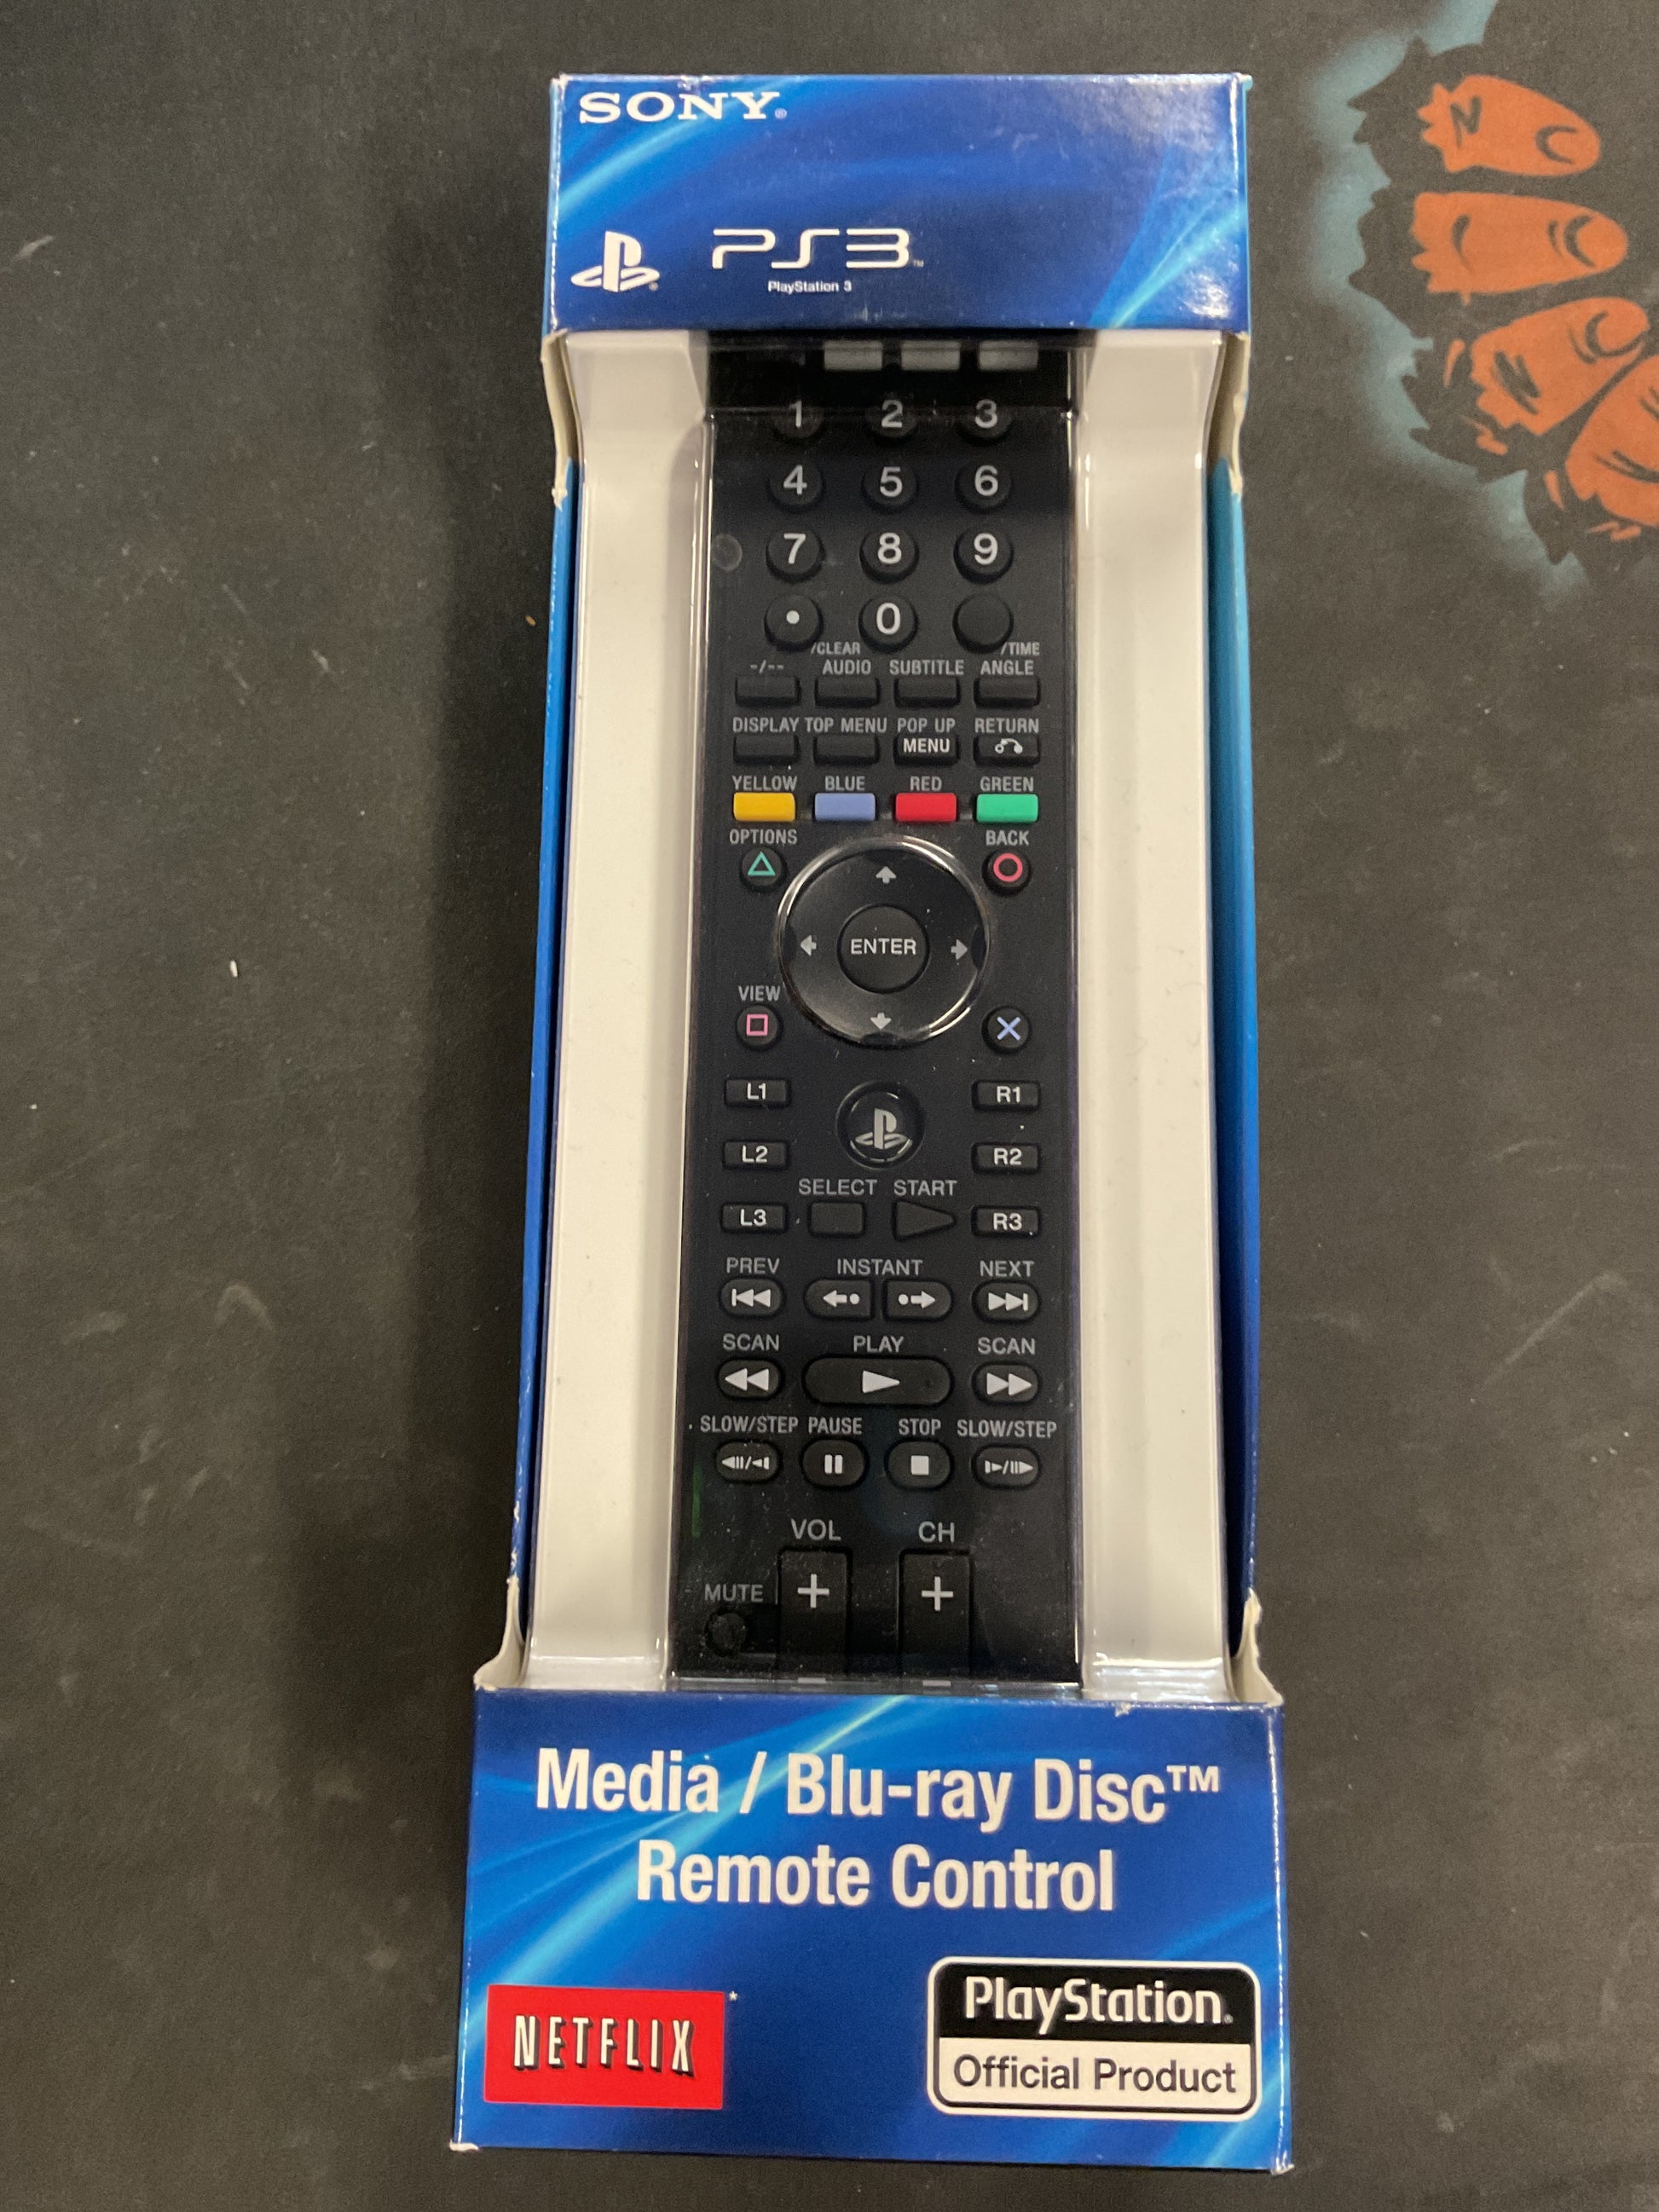 SONY®
PS3™
PlayStation 3
1 2 3
4 5 6
7 8 9
• 0
/CLEAR /TIME
-/-- AUDIO SUBTITLE ANGLE
DISPLAY TOP MENU POP UP RETURN
MENU
YELLOW BLUE RED GREEN
OPTIONS BACK
ENTER
VIEW
L1 R1
L2 R2
SELECT START
L3 R3
PREV INSTANT NEXT
SCAN PLAY SCAN
SLOW/STEP PAUSE STOP SLOW/STEP
VOL CH
MUTE + +
Media / Blu-ray Disc™
Remote Control
NETFLIX*
PlayStation®
Official Product